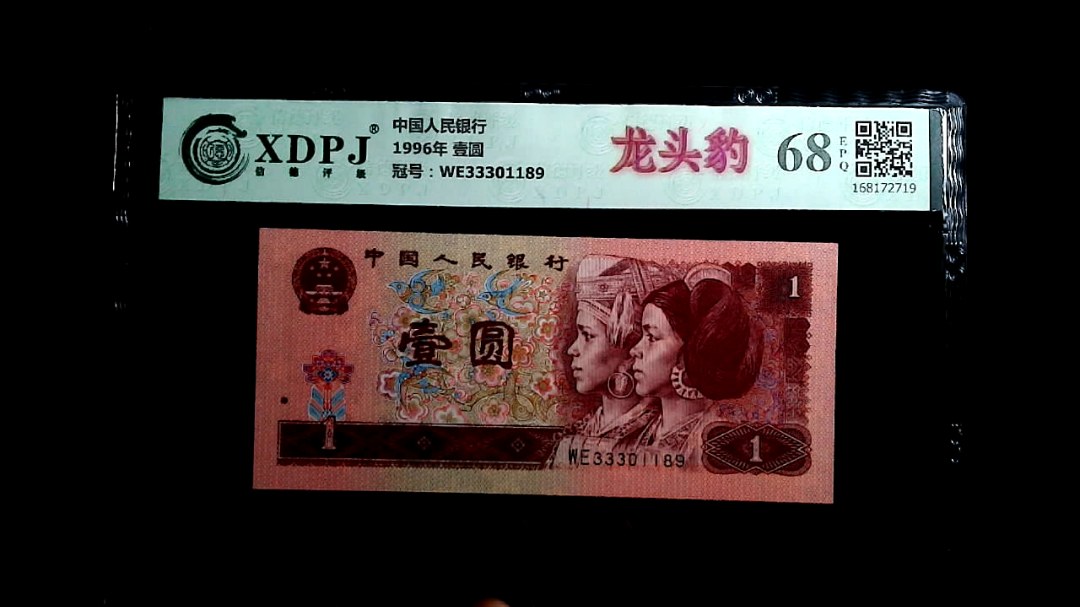 XDPJ®
信德评级
中国人民银行
1996年 壹圆
冠号：WE33301189
龙头豹
68
EPQ
168172719
中国人民银行
1
壹圆
1
WE33301189
1